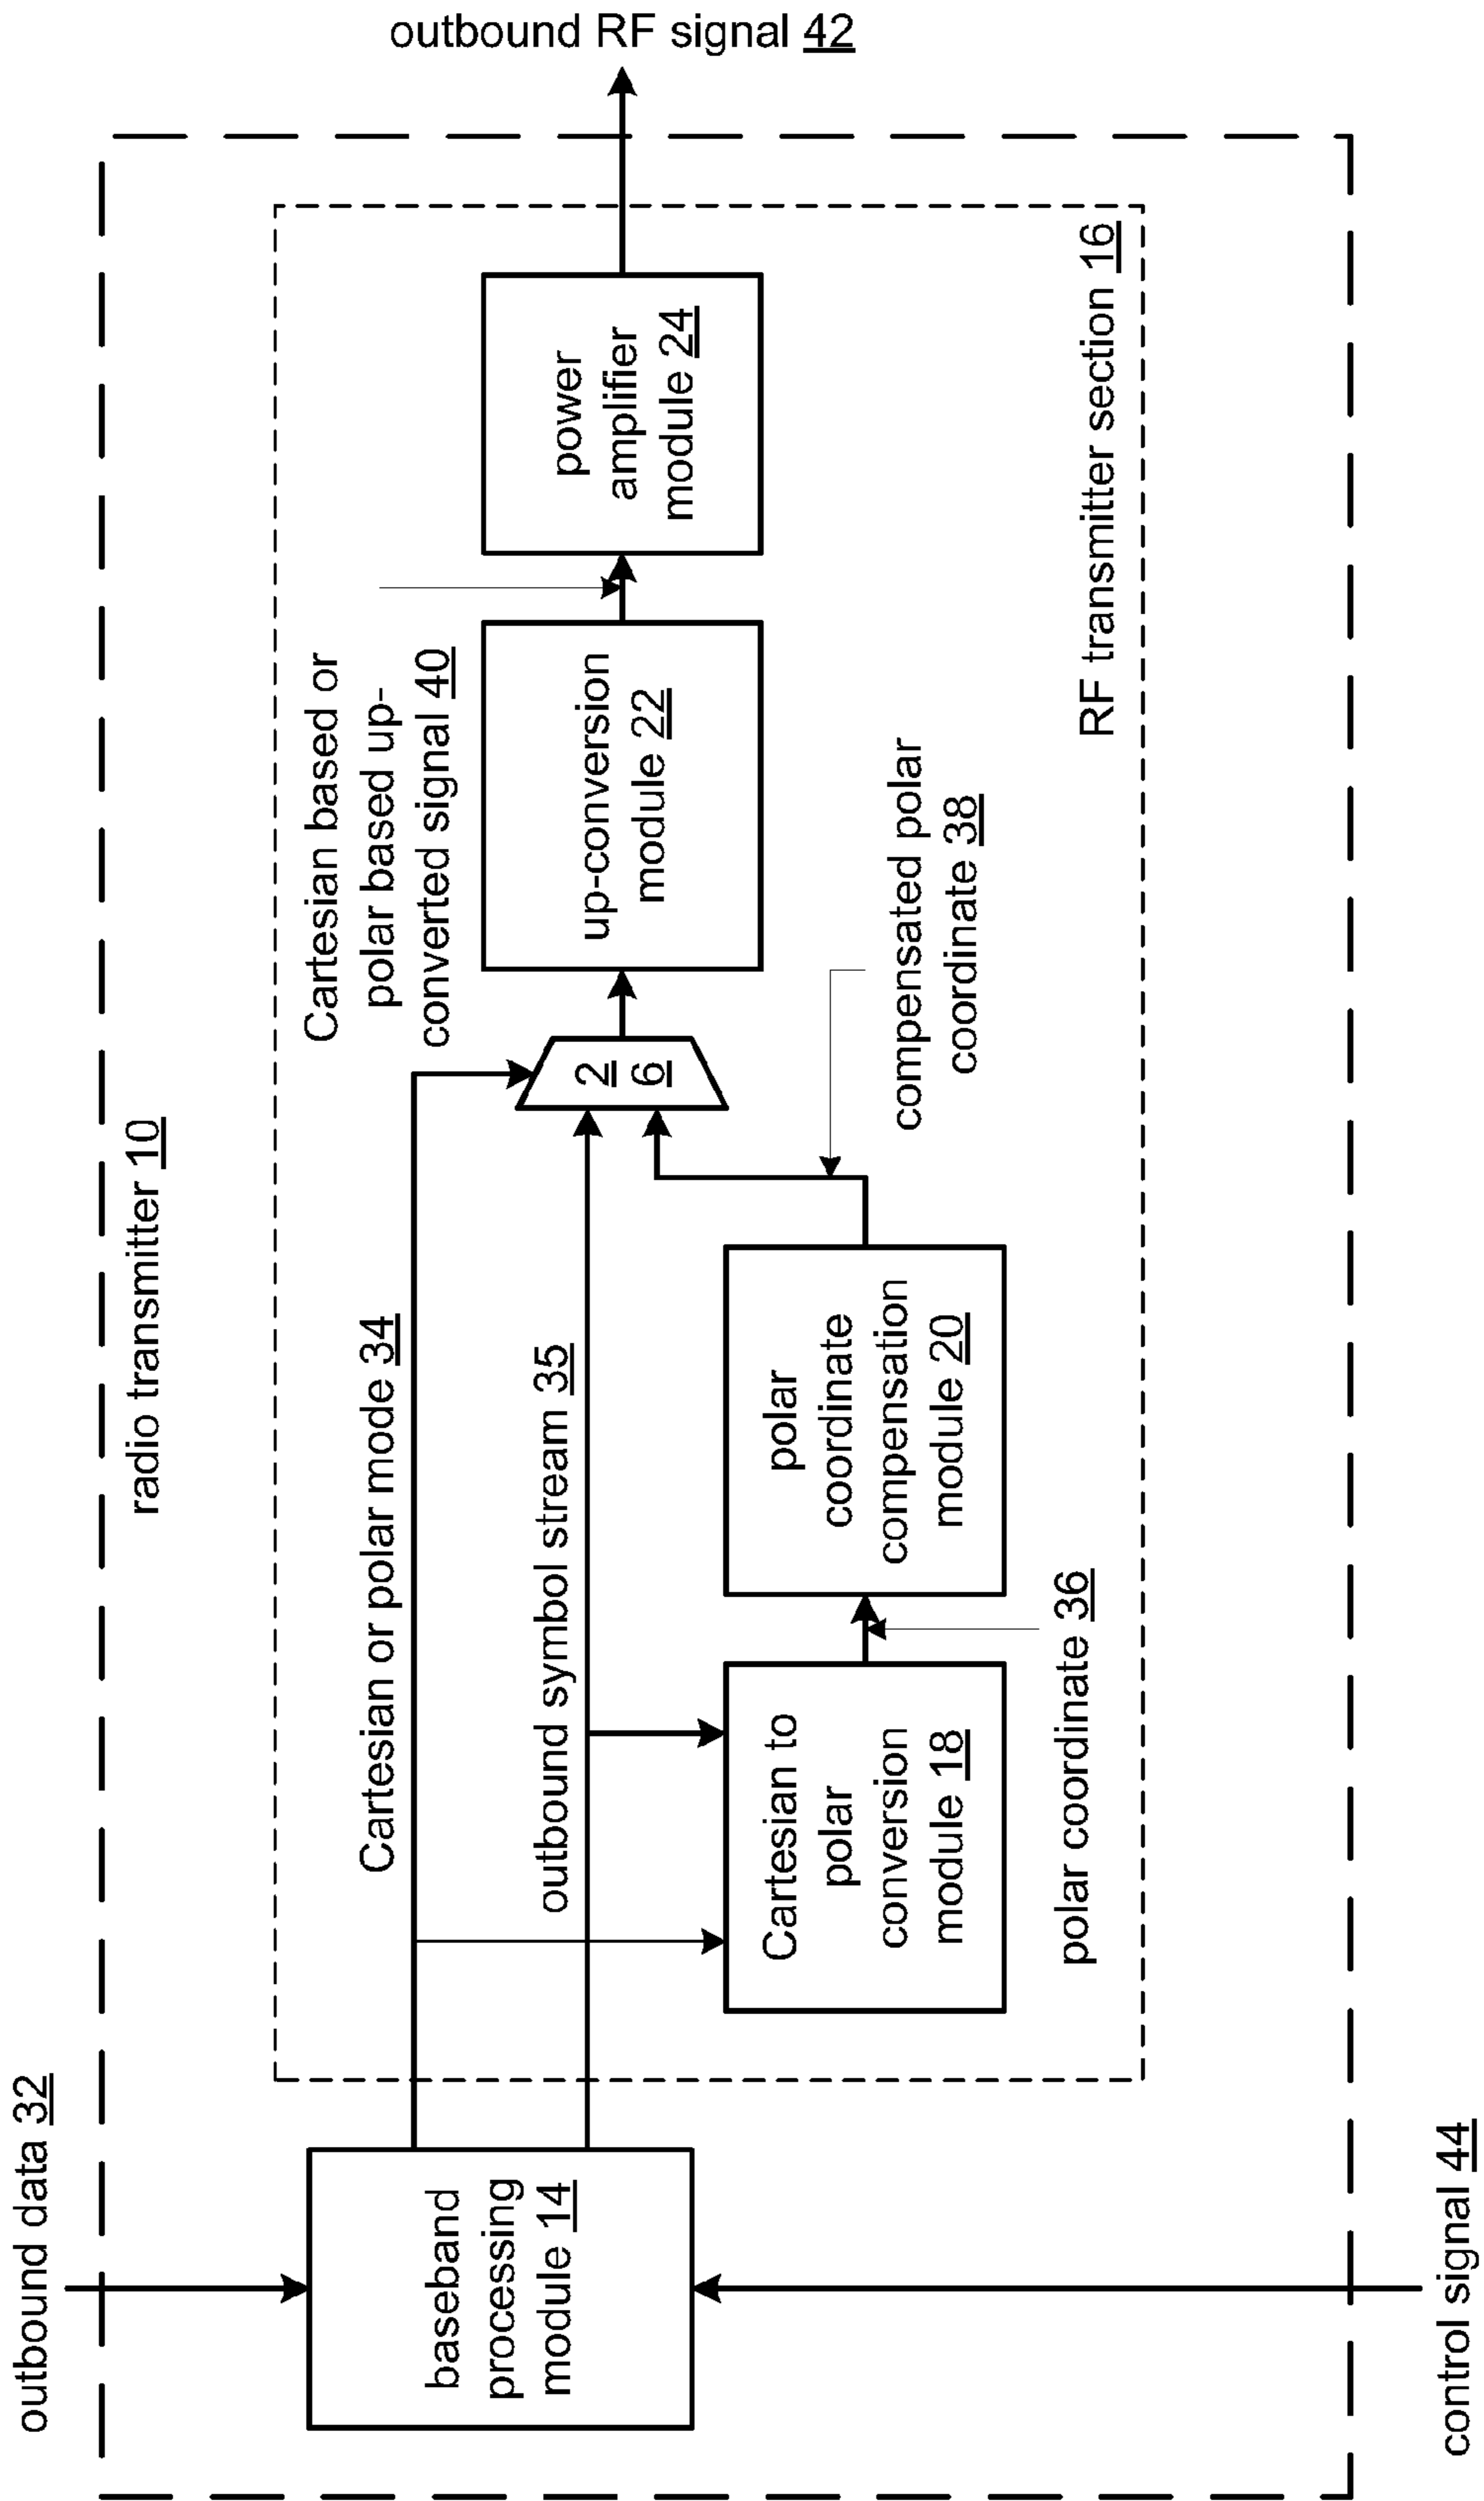 outbound RF signal 42
radio transmitter 10
outbound data 32
control signal 44
baseband
processing
module 14
Cartesian or polar mode 34
outbound symbol stream 35
Cartesian to
polar
conversion
module 18
polar coordinate 36
polar
coordinate
compensation
module 20
compensated polar
coordinate 38
2
6
up-conversion
module 22
Cartesian based or
polar based up-
converted signal 40
power
amplifier
module 24
RF transmitter section 16